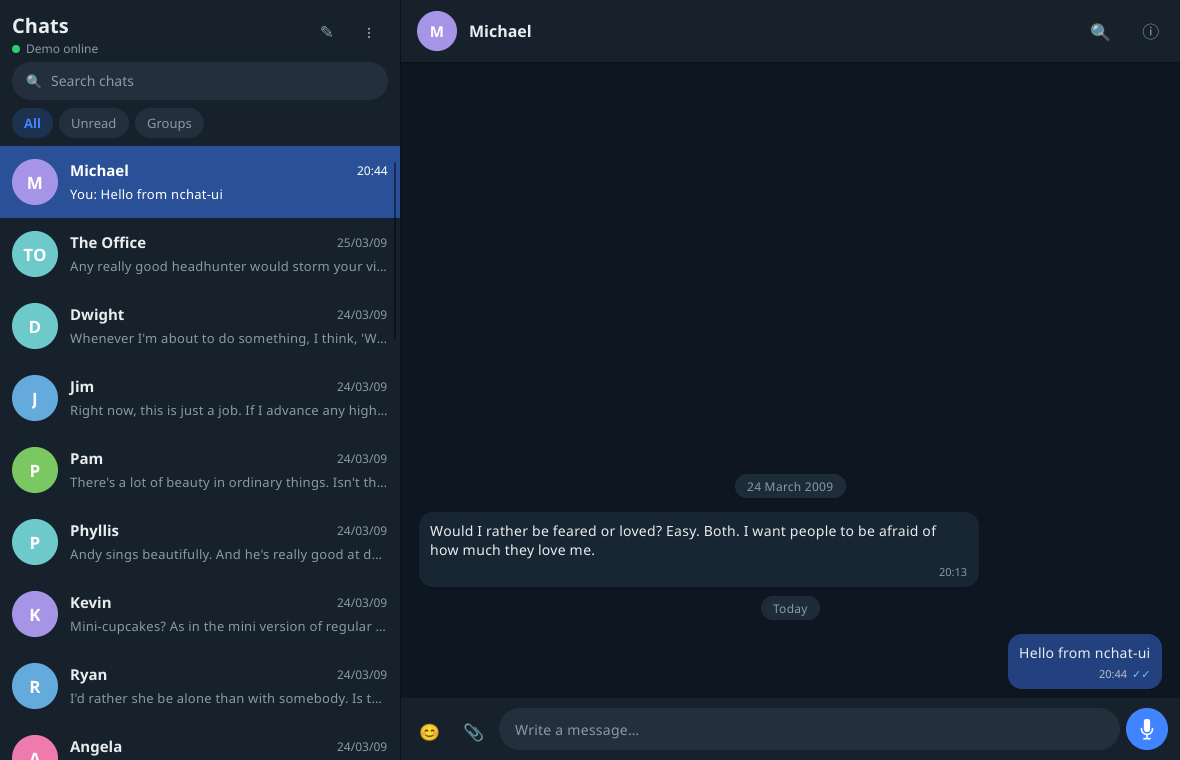 Chats
Demo online
Search chats
All
Unread
Groups
M
Michael
20:44
You: Hello from nchat-ui
TO
The Office
25/03/09
Any really good headhunter would storm your vi…
D
Dwight
24/03/09
Whenever I'm about to do something, I think, 'W…
J
Jim
24/03/09
Right now, this is just a job. If I advance any high…
P
Pam
24/03/09
There's a lot of beauty in ordinary things. Isn't th…
P
Phyllis
24/03/09
Andy sings beautifully. And he's really good at d…
K
Kevin
24/03/09
Mini-cupcakes? As in the mini version of regular …
R
Ryan
24/03/09
I'd rather she be alone than with somebody. Is t…
A
Angela
24/03/09
M
Michael
24 March 2009
Would I rather be feared or loved? Easy. Both. I want people to be afraid of
how much they love me.
20:13
Today
Hello from nchat-ui
20:44 ✓✓
Write a message…